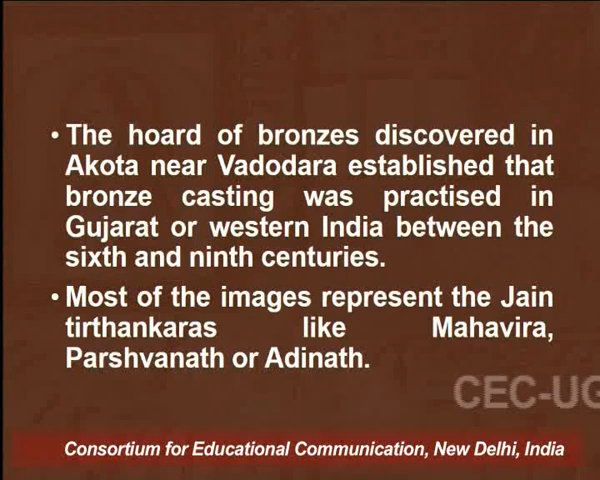 • The hoard of bronzes discovered in
Akota near Vadodara established that
bronze casting was practised in
Gujarat or western India between the
sixth and ninth centuries.
• Most of the images represent the Jain
tirthankaras like Mahavira,
Parshvanath or Adinath.
CEC-UG
Consortium for Educational Communication, New Delhi, India